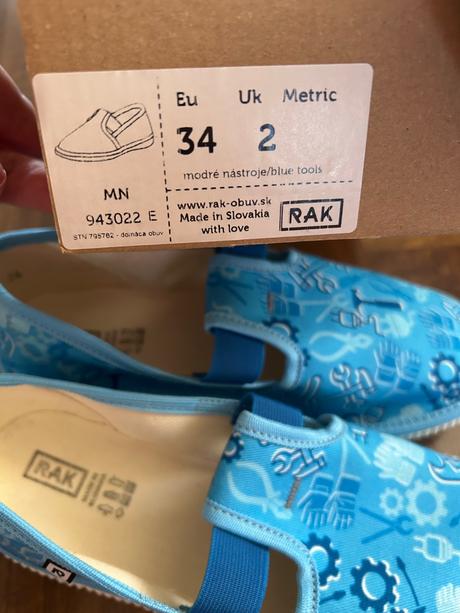 Eu Uk Metric
34 2
modré nástroje/blue tools
MN
943022 E
STN 795782 - domáca obuv
www.rak-obuv.sk
Made in Slovakia
with love
RAK
RAK